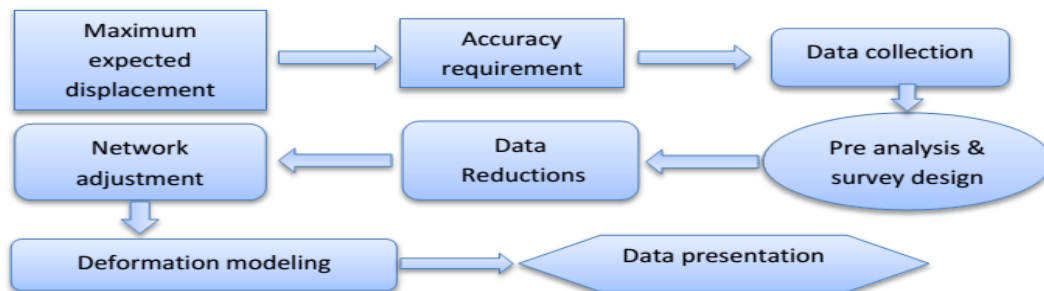 Maximum
expected
displacement
Accuracy
requirement
Data collection
Pre analysis &
survey design
Data
Reductions
Network
adjustment
Deformation modeling
Data presentation